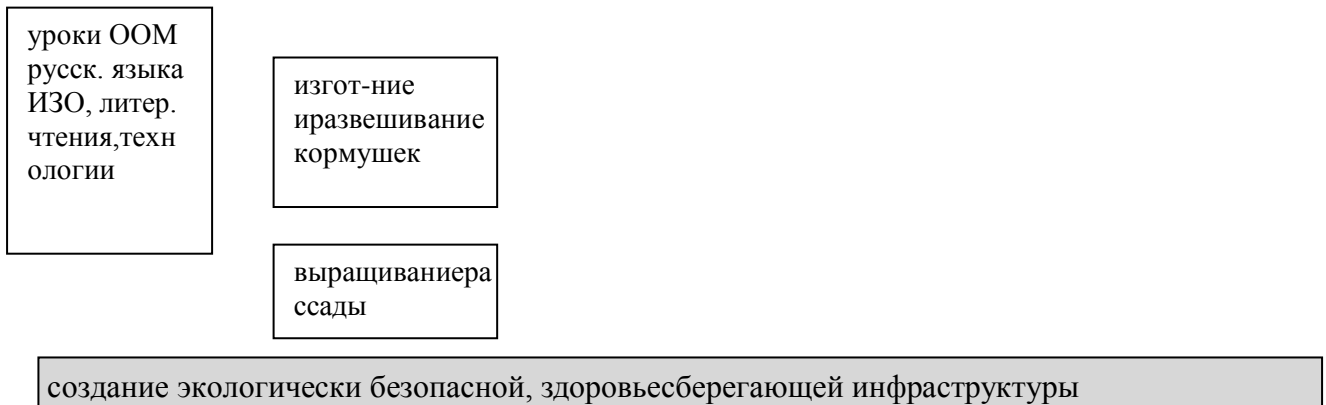 уроки ООМ
русск. языка
ИЗО, литер.
чтения,техн
ологии
изгот-ние
иразвешивание
кормушек
выращиваниера
ссады
создание экологически безопасной, здоровьесберегающей инфраструктуры